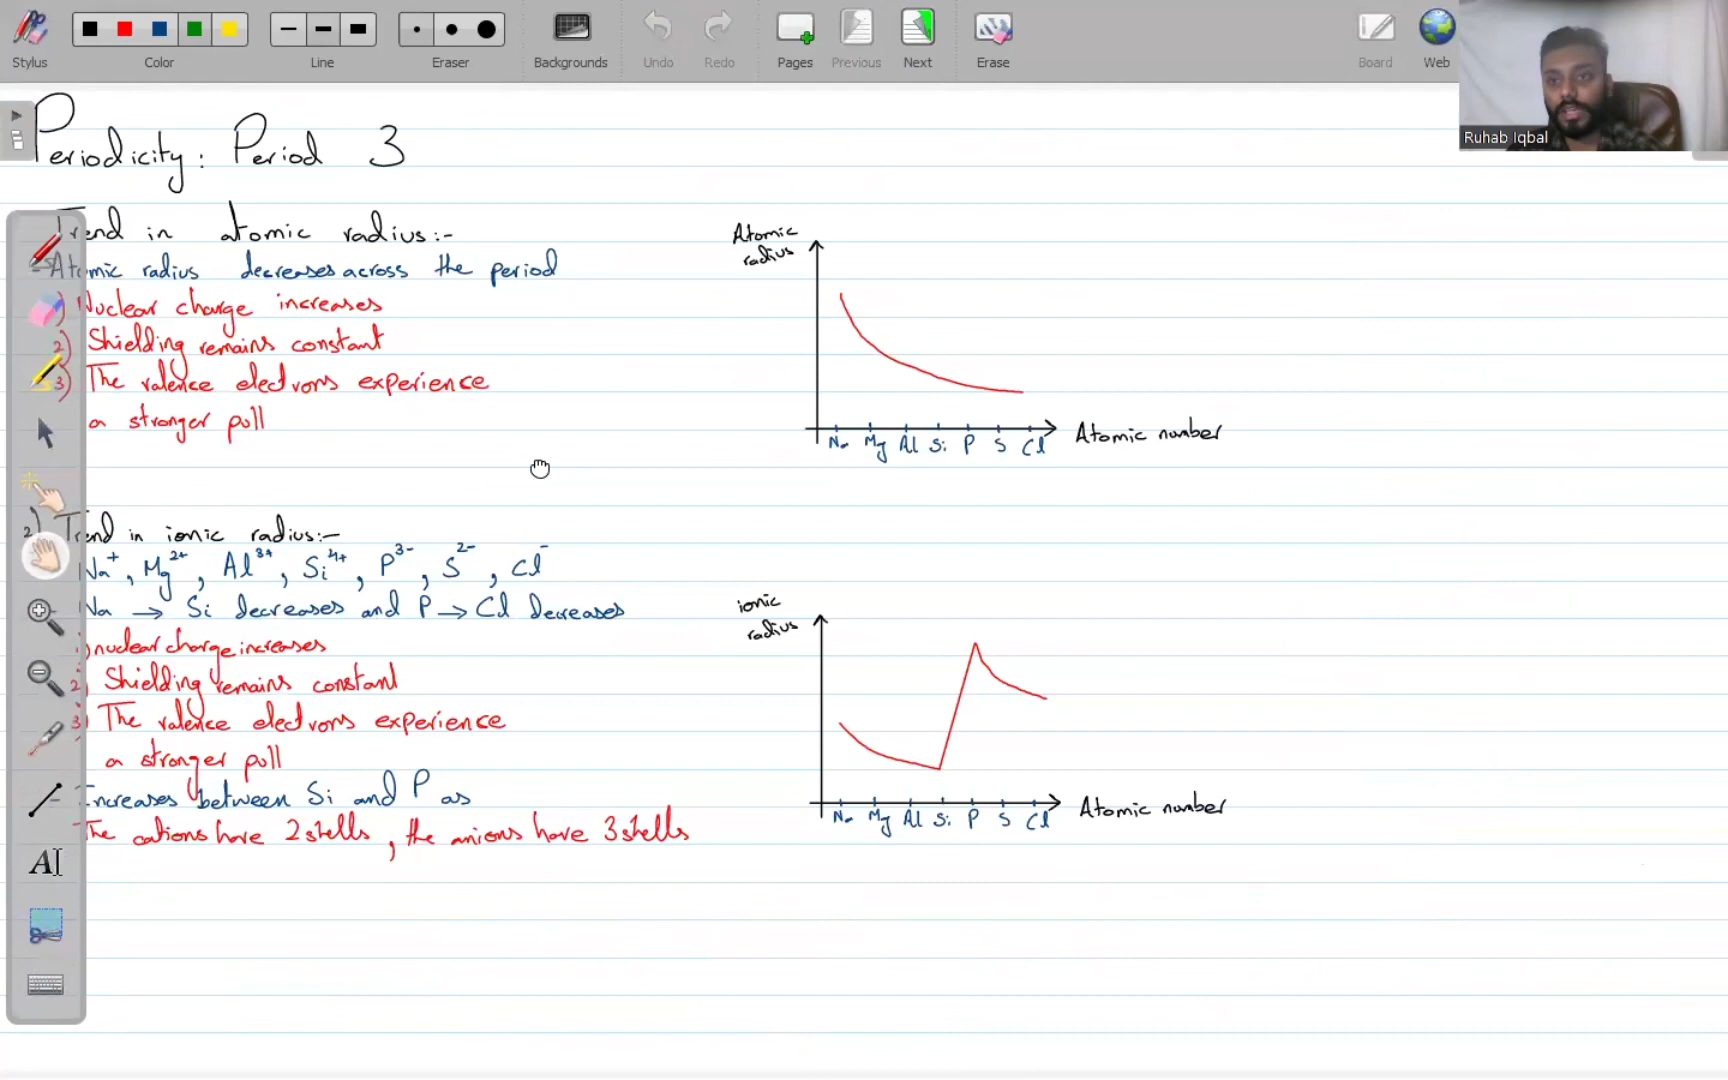 Stylus
Color
Line
Eraser
Backgrounds
Undo
Redo
Pages
Previous
Next
Erase
Board
Web
Ruhab Iqbal
Periodicity: Period 3
Trend in atomic radius:-
- Atomic radius decreases across the period
) Nuclear charge increases
2) Shielding remains constant
3) The valence electrons experience
a stronger pull
Atomic
radius
Na Mg Al Si P S Cl
Atomic number
2) Trend in ionic radius:-
Na⁺, Mg²⁺, Al³⁺, Si⁴⁺, P³⁻, S²⁻, Cl⁻
Na → Si decreases and P → Cl decreases
) nuclear charge increases
2) Shielding remains constant
3) The valence electrons experience
a stronger pull
- Increases between Si and P as
The cations have 2 shells, the anions have 3 shells
ionic
radius
Na Mg Al Si P S Cl
Atomic number
A